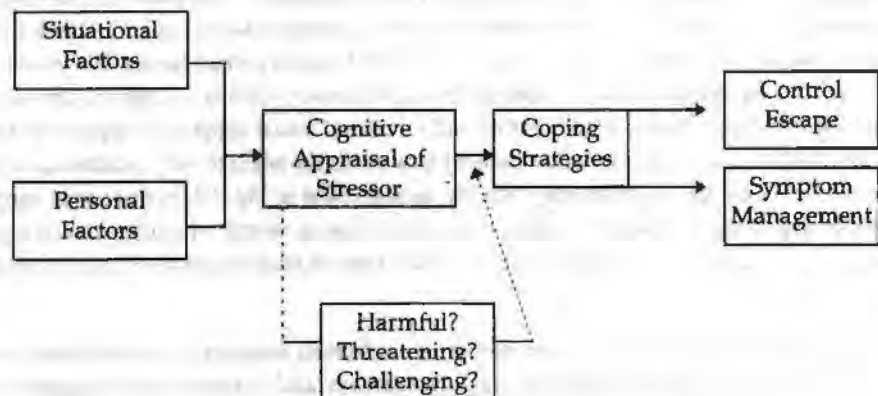 Situational
Factors
Personal
Factors
Cognitive
Appraisal of
Stressor
Coping
Strategies
Control
Escape
Symptom
Management
Harmful?
Threatening?
Challenging?